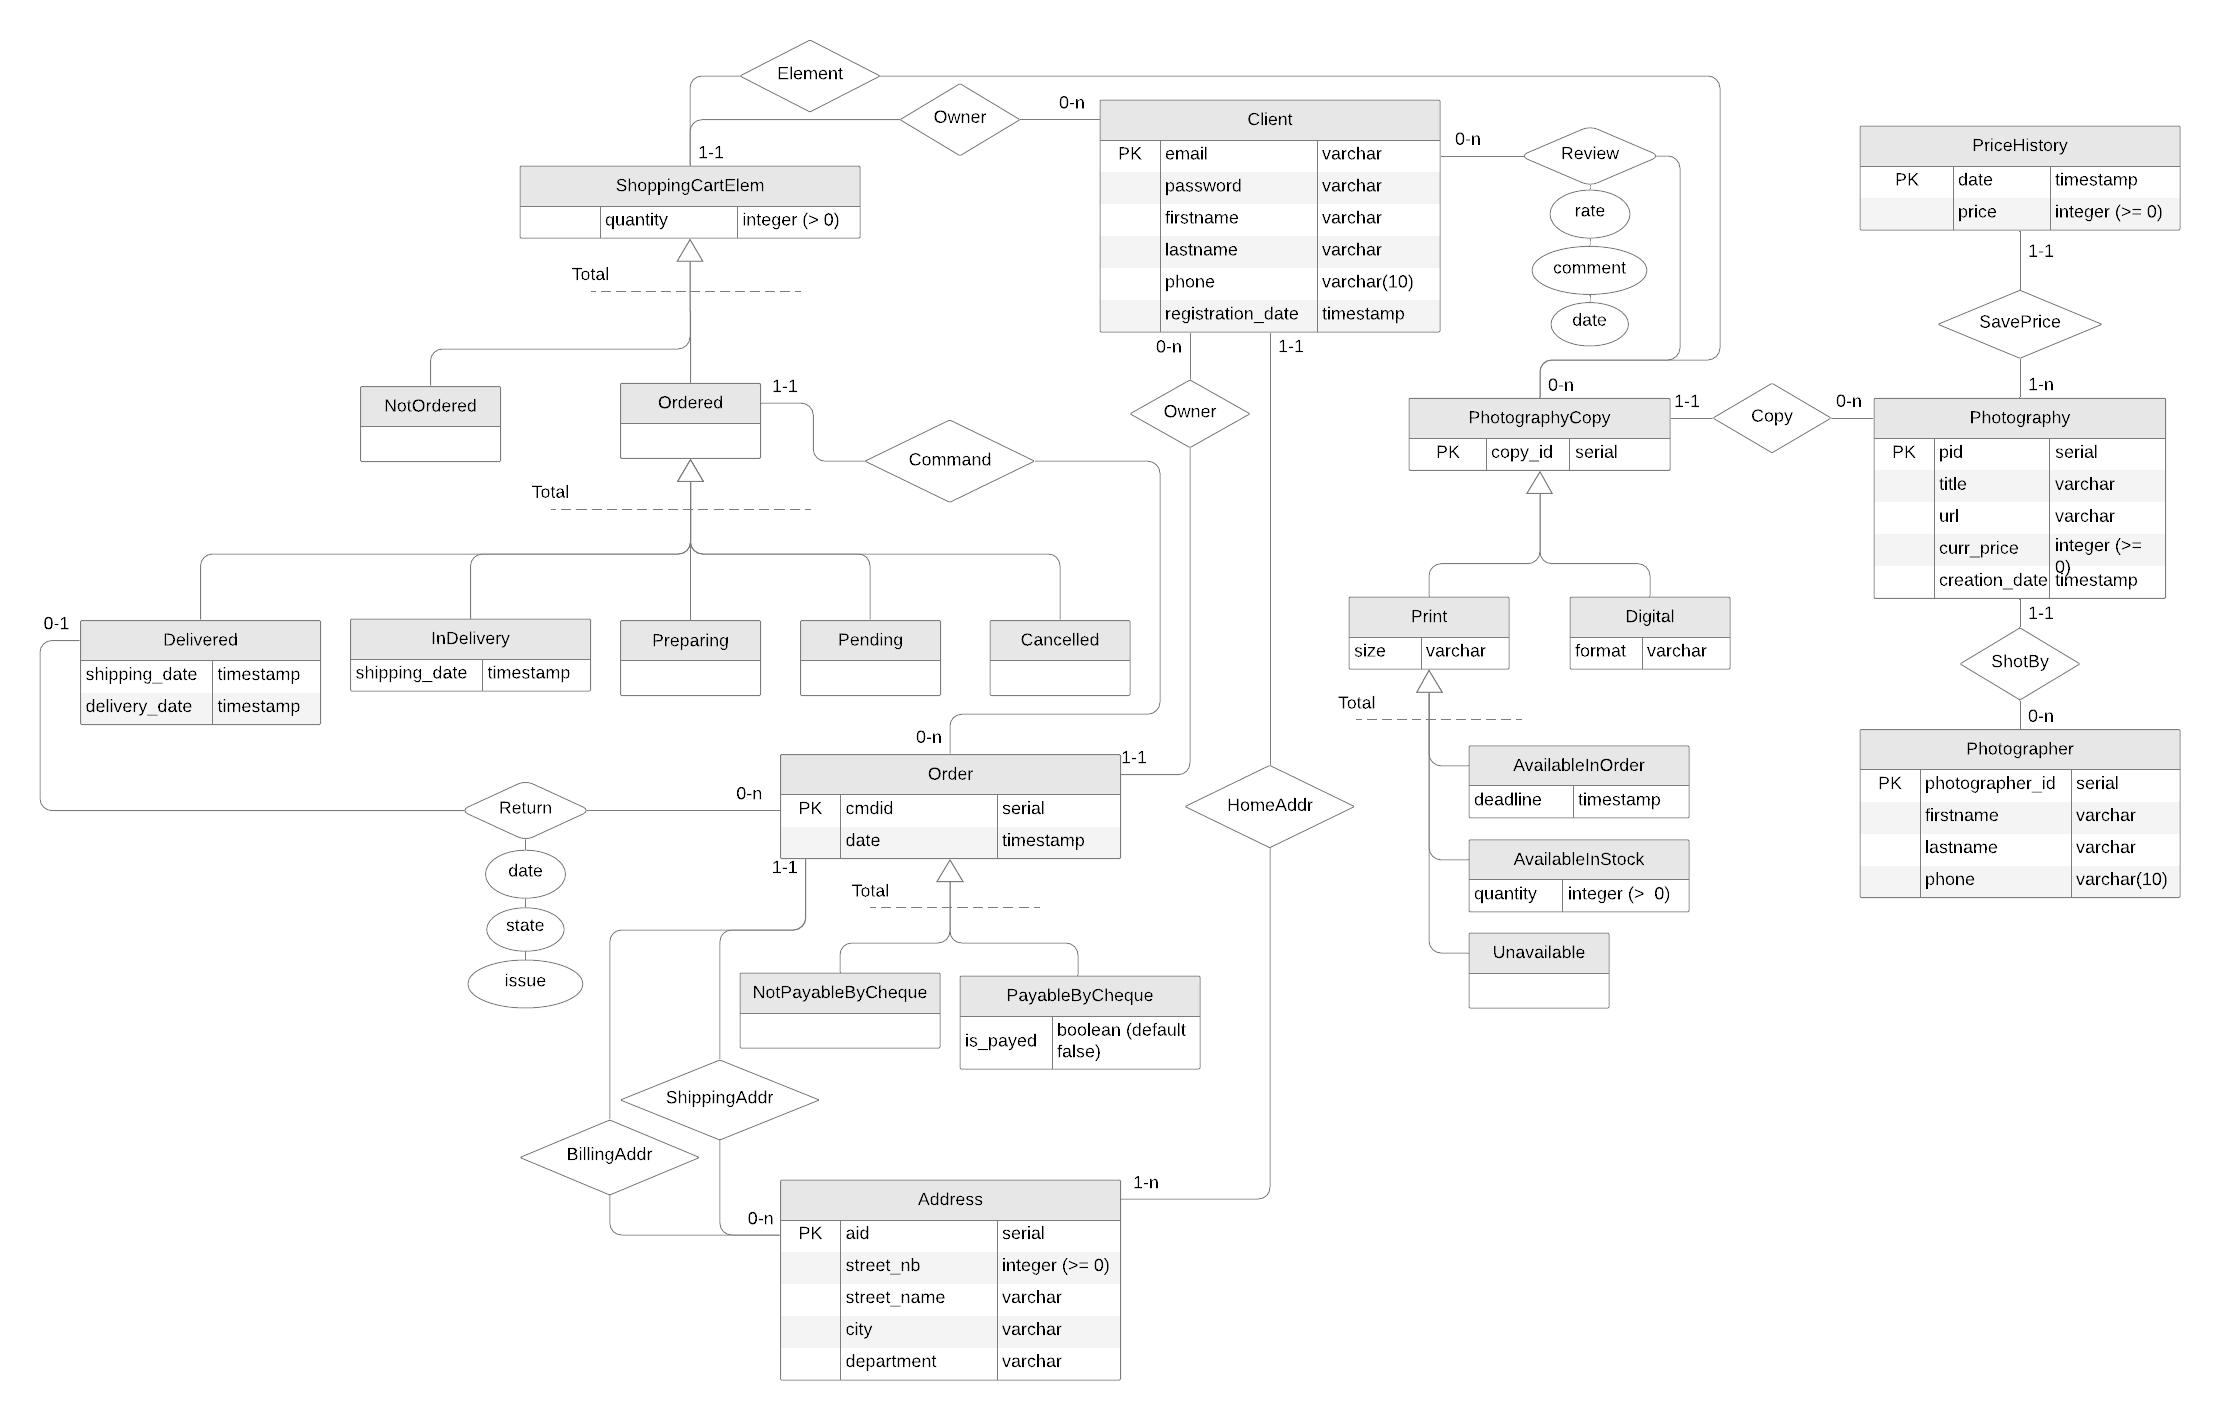 Element
Owner
0-n
1-1
ShoppingCartElem
quantity integer (> 0)
Total
NotOrdered
Ordered
1-1
Command
Total
Client
PK email varchar
password varchar
firstname varchar
lastname varchar
phone varchar(10)
registration_date timestamp
0-n
Review
rate
comment
date
0-n
1-1
Owner
PriceHistory
PK date timestamp
price integer (>= 0)
1-1
SavePrice
1-n
0-n
PhotographyCopy
PK copy_id serial
1-1
Copy
0-n
Photography
PK pid serial
title varchar
url varchar
curr_price integer (>=
0)
creation_date timestamp
1-1
ShotBy
0-n
Photographer
PK photographer_id serial
firstname varchar
lastname varchar
phone varchar(10)
Print
size varchar
Digital
format varchar
Total
AvailableInOrder
deadline timestamp
AvailableInStock
quantity integer (>  0)
Unavailable
0-1
Delivered
shipping_date timestamp
delivery_date timestamp
InDelivery
shipping_date timestamp
Preparing
Pending
Cancelled
0-n
1-1
Order
PK cmdid serial
date timestamp
0-n
Return
date
state
issue
1-1
Total
HomeAddr
NotPayableByCheque
PayableByCheque
is_payed boolean (default
false)
ShippingAddr
BillingAddr
0-n
1-n
Address
PK aid serial
street_nb integer (>= 0)
street_name varchar
city varchar
department varchar